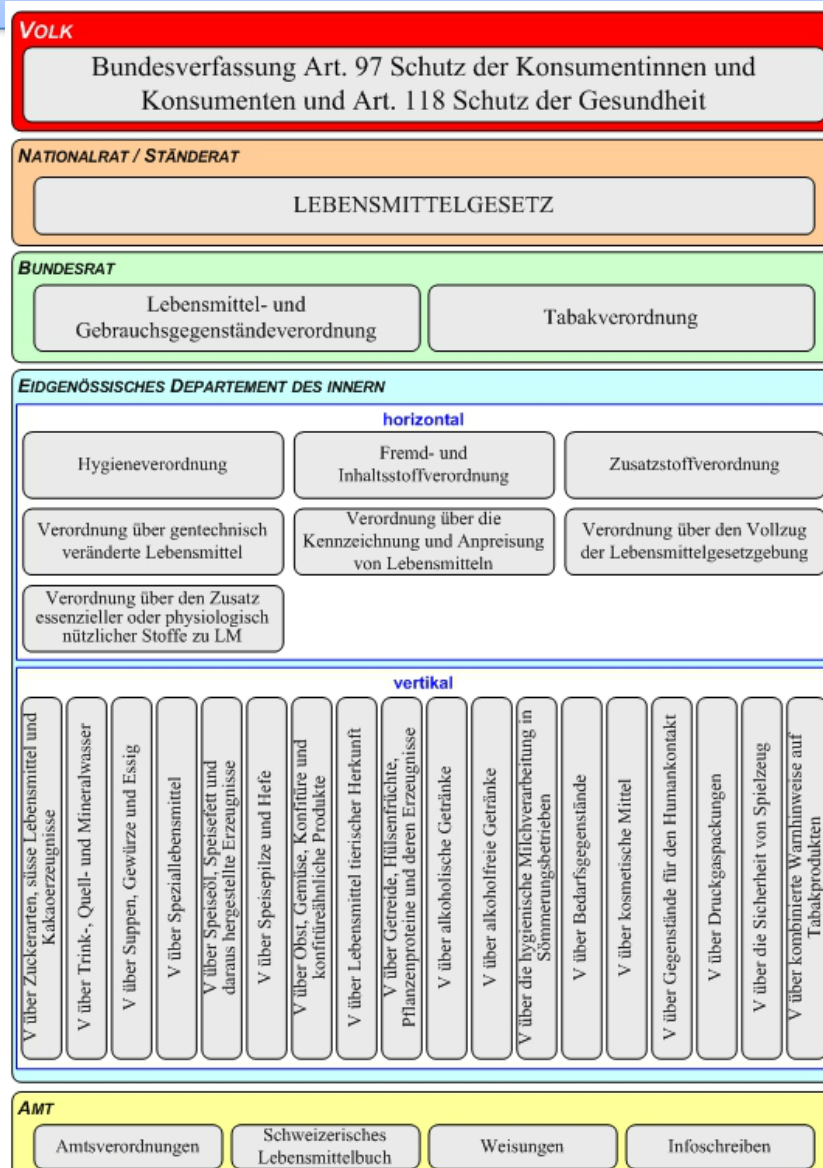 VOLK
Bundesverfassung Art. 97 Schutz der Konsumentinnen und
Konsumenten und Art. 118 Schutz der Gesundheit
NATIONALRAT / STÄNDERAT
LEBENSMITTELGESETZ
BUNDESRAT
Lebensmittel- und
Gebrauchsgegenständeverordnung
Tabakverordnung
EIDGENÖSSISCHES DEPARTEMENT DES INNERN
horizontal
Hygieneverordnung
Fremd- und
Inhaltsstoffverordnung
Zusatzstoffverordnung
Verordnung über gentechnisch
veränderte Lebensmittel
Verordnung über die
Kennzeichnung und Anpreisung
von Lebensmitteln
Verordnung über den Vollzug
der Lebensmittelgesetzgebung
Verordnung über den Zusatz
essenzieller oder physiologisch
nützlicher Stoffe zu LM
vertikal
V über Zuckerarten, süsse Lebensmittel und
Kakaoerzeugnisse
V über Trink-, Quell- und Mineralwasser
V über Suppen, Gewürze und Essig
V über Speziallebensmittel
V über Speiseöl, Speisefett und
daraus hergestellte Erzeugnisse
V über Speisepilze und Hefe
V über Obst, Gemüse, Konfitüre und
konfitüreähnliche Produkte
V über Lebensmittel tierischer Herkunft
V über Getreide, Hülsenfrüchte,
Pflanzenproteine und deren Erzeugnisse
V über alkoholische Getränke
V über alkoholfreie Getränke
V über die hygienische Milchverarbeitung in
Sömmerungsbetrieben
V über Bedarfsgegenstände
V über kosmetische Mittel
V über Gegenstände für den Humankontakt
V über Druckgaspackungen
V über die Sicherheit von Spielzeug
V über kombinierte Warnhinweise auf
Tabakprodukten
AMT
Amtsverordnungen
Schweizerisches
Lebensmittelbuch
Weisungen
Infoschreiben